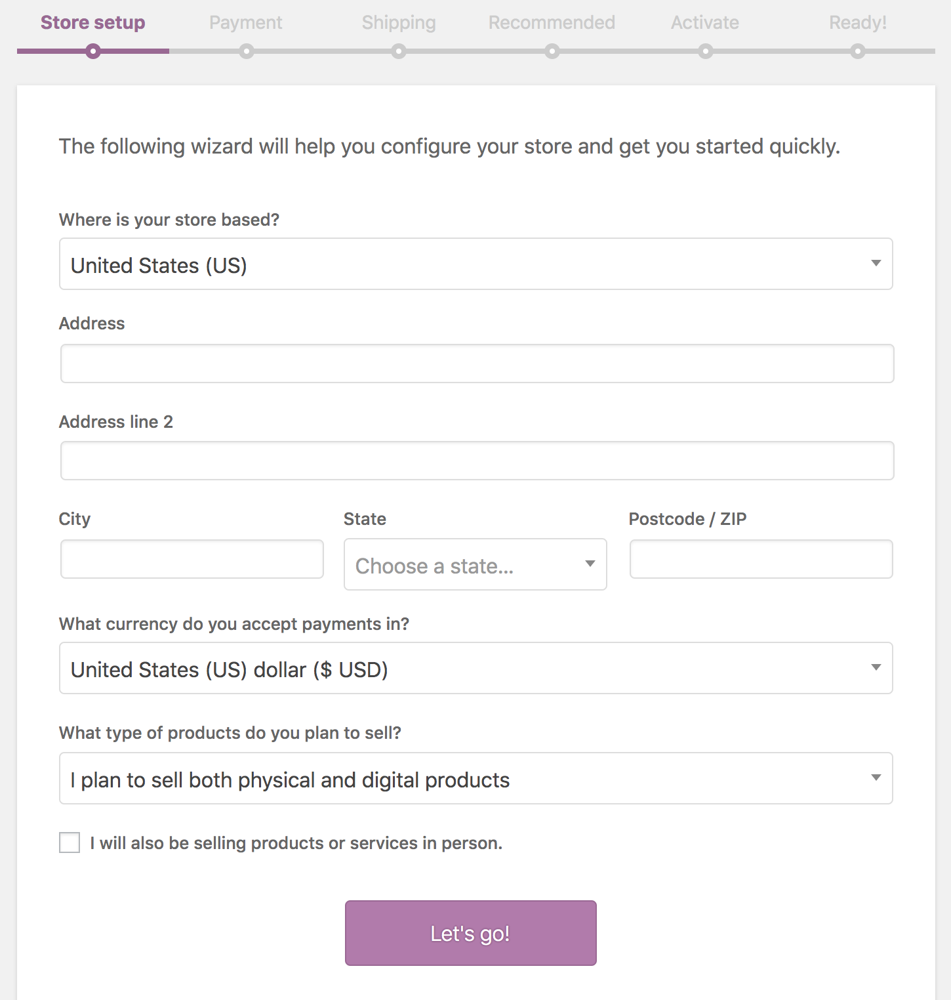 Store setup Payment Shipping Recommended Activate Ready!
The following wizard will help you configure your store and get you started quickly.
Where is your store based?
United States (US)
Address
Address line 2
City State Postcode / ZIP
Choose a state...
What currency do you accept payments in?
United States (US) dollar ($ USD)
What type of products do you plan to sell?
I plan to sell both physical and digital products
I will also be selling products or services in person.
Let's go!